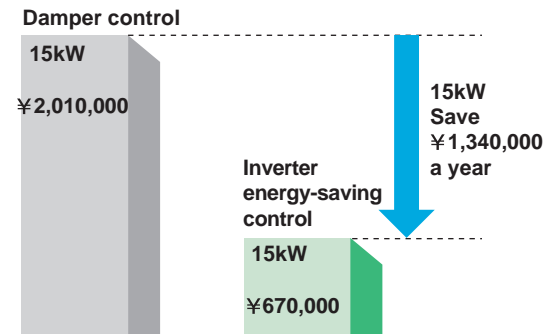 Damper control
15kW
¥2,010,000
15kW
Save
¥1,340,000
a year
Inverter
energy-saving
control
15kW
¥670,000